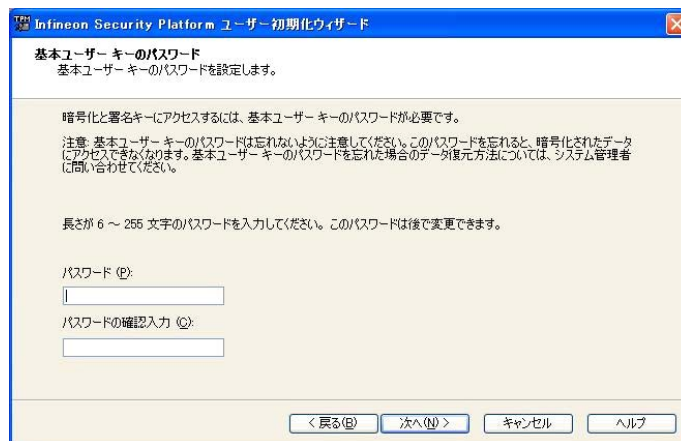 Infineon Security Platform ユーザー初期化ウィザード
基本ユーザー キーのパスワード
基本ユーザー キーのパスワードを設定します。
暗号化と署名キーにアクセスするには、基本ユーザー キーのパスワードが必要です。
注意: 基本ユーザー キーのパスワードは忘れないように注意してください。このパスワードを忘れると、暗号化されたデータ
にアクセスできなくなります。基本ユーザー キーのパスワードを忘れた場合のデータ復元方法については、システム管理者
に問い合わせてください。
長さが 6 ～ 255 文字のパスワードを入力してください。このパスワードは後で変更できます。
パスワード (P):
パスワードの確認入力 (C):
< 戻る(B) 次へ(N) > キャンセル ヘルプ